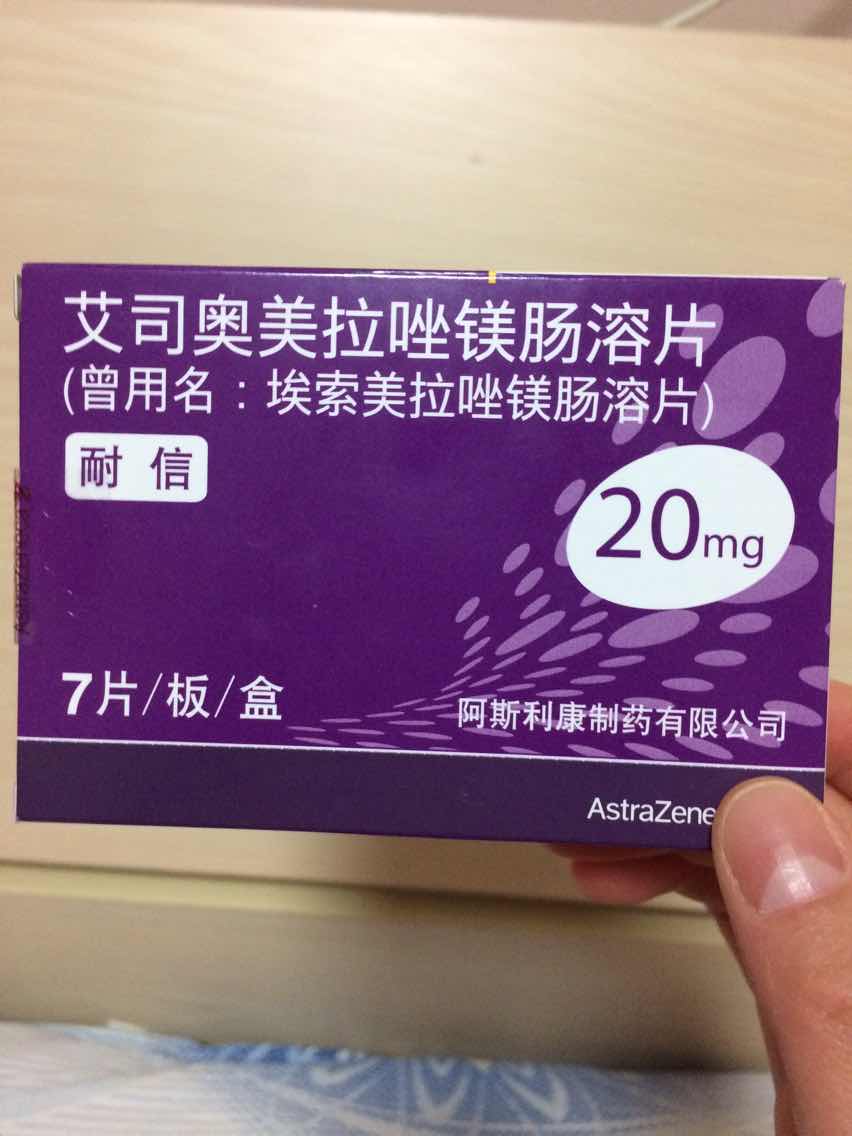 艾司奥美拉唑镁肠溶片
(曾用名：埃索美拉唑镁肠溶片)
耐信
20mg
7片/板/盒
阿斯利康制药有限公司
AstraZene